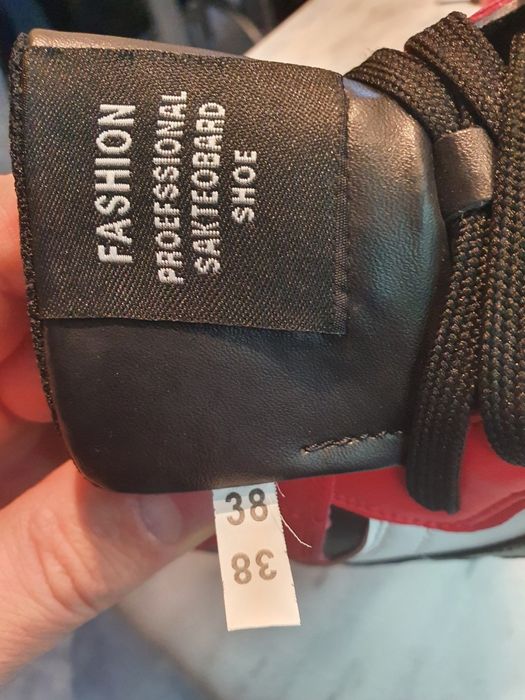 FASHION
PROEFSSIONAL
SAKTEOBARD
SHOE
38
38